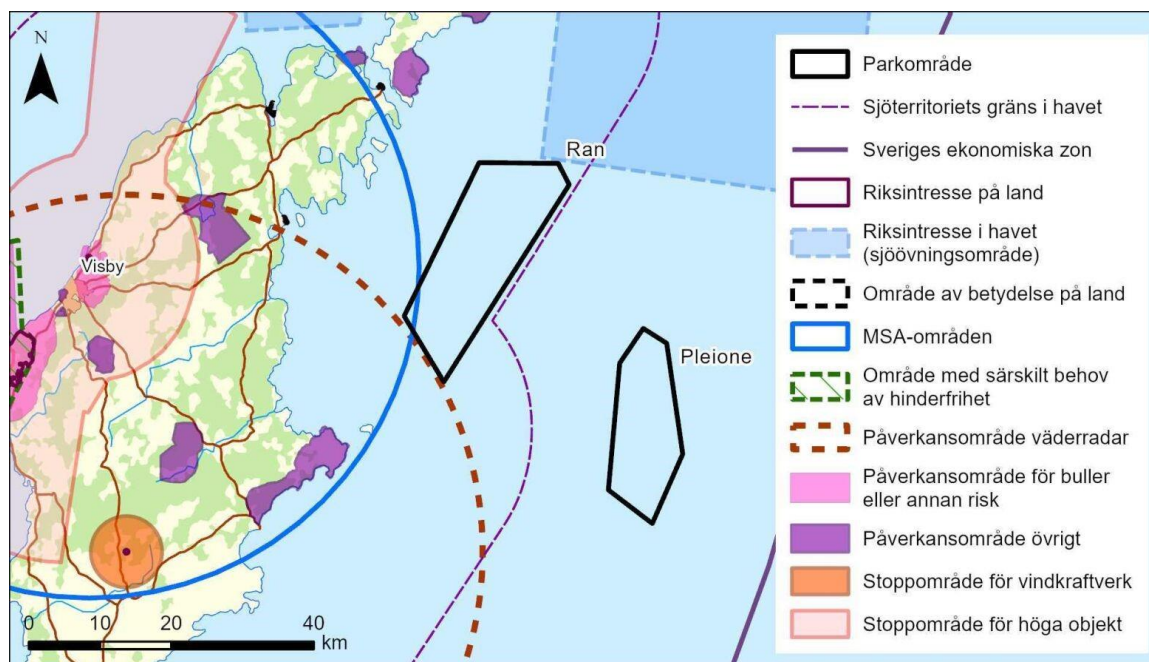 N
Ran
Visby
Pleione
0 10 20 40
km
Parkområde
Sjöterritoriets gräns i havet
Sveriges ekonomiska zon
Riksintresse på land
Riksintresse i havet
(sjöövningsområde)
Område av betydelse på land
MSA-områden
Område med särskilt behov
av hinderfrihet
Påverkansområde väderradar
Påverkansområde för buller
eller annan risk
Påverkansområde övrigt
Stoppområde för vindkraftverk
Stoppområde för höga objekt